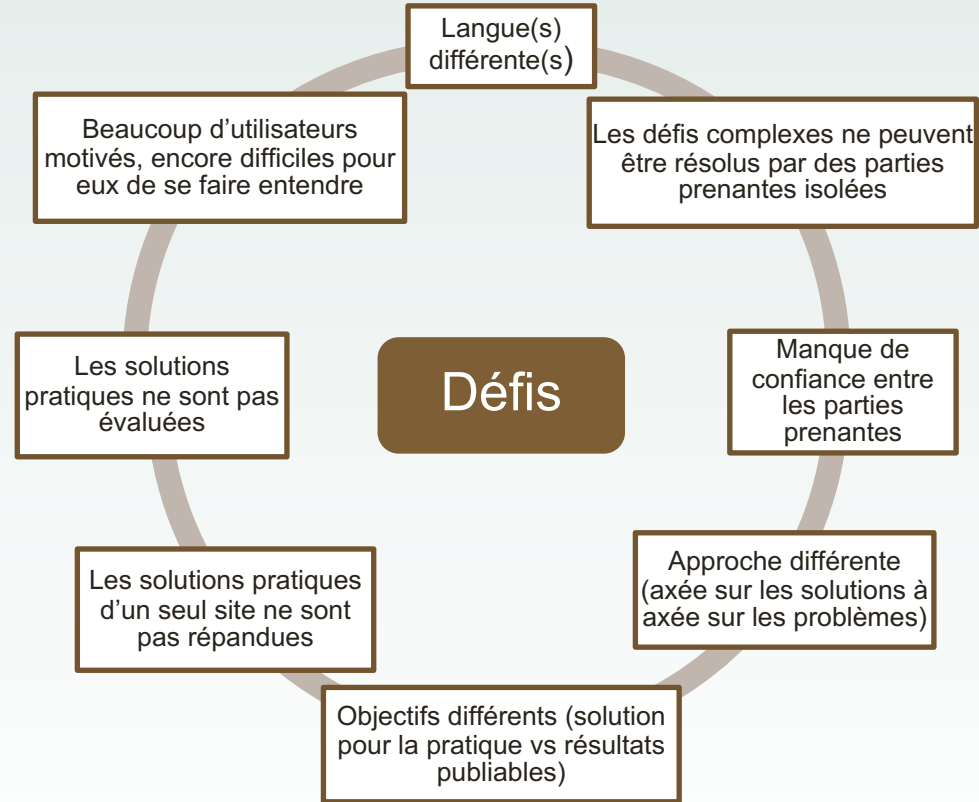 Langue(s)
différente(s)
Les défis complexes ne peuvent
être résolus par des parties
prenantes isolées
Manque de
confiance entre
les parties
prenantes
Approche différente
(axée sur les solutions à
axée sur les problèmes)
Objectifs différents (solution
pour la pratique vs résultats
publiables)
Les solutions pratiques
d’un seul site ne sont
pas répandues
Les solutions
pratiques ne sont pas
évaluées
Beaucoup d’utilisateurs
motivés, encore difficiles pour
eux de se faire entendre
Défis